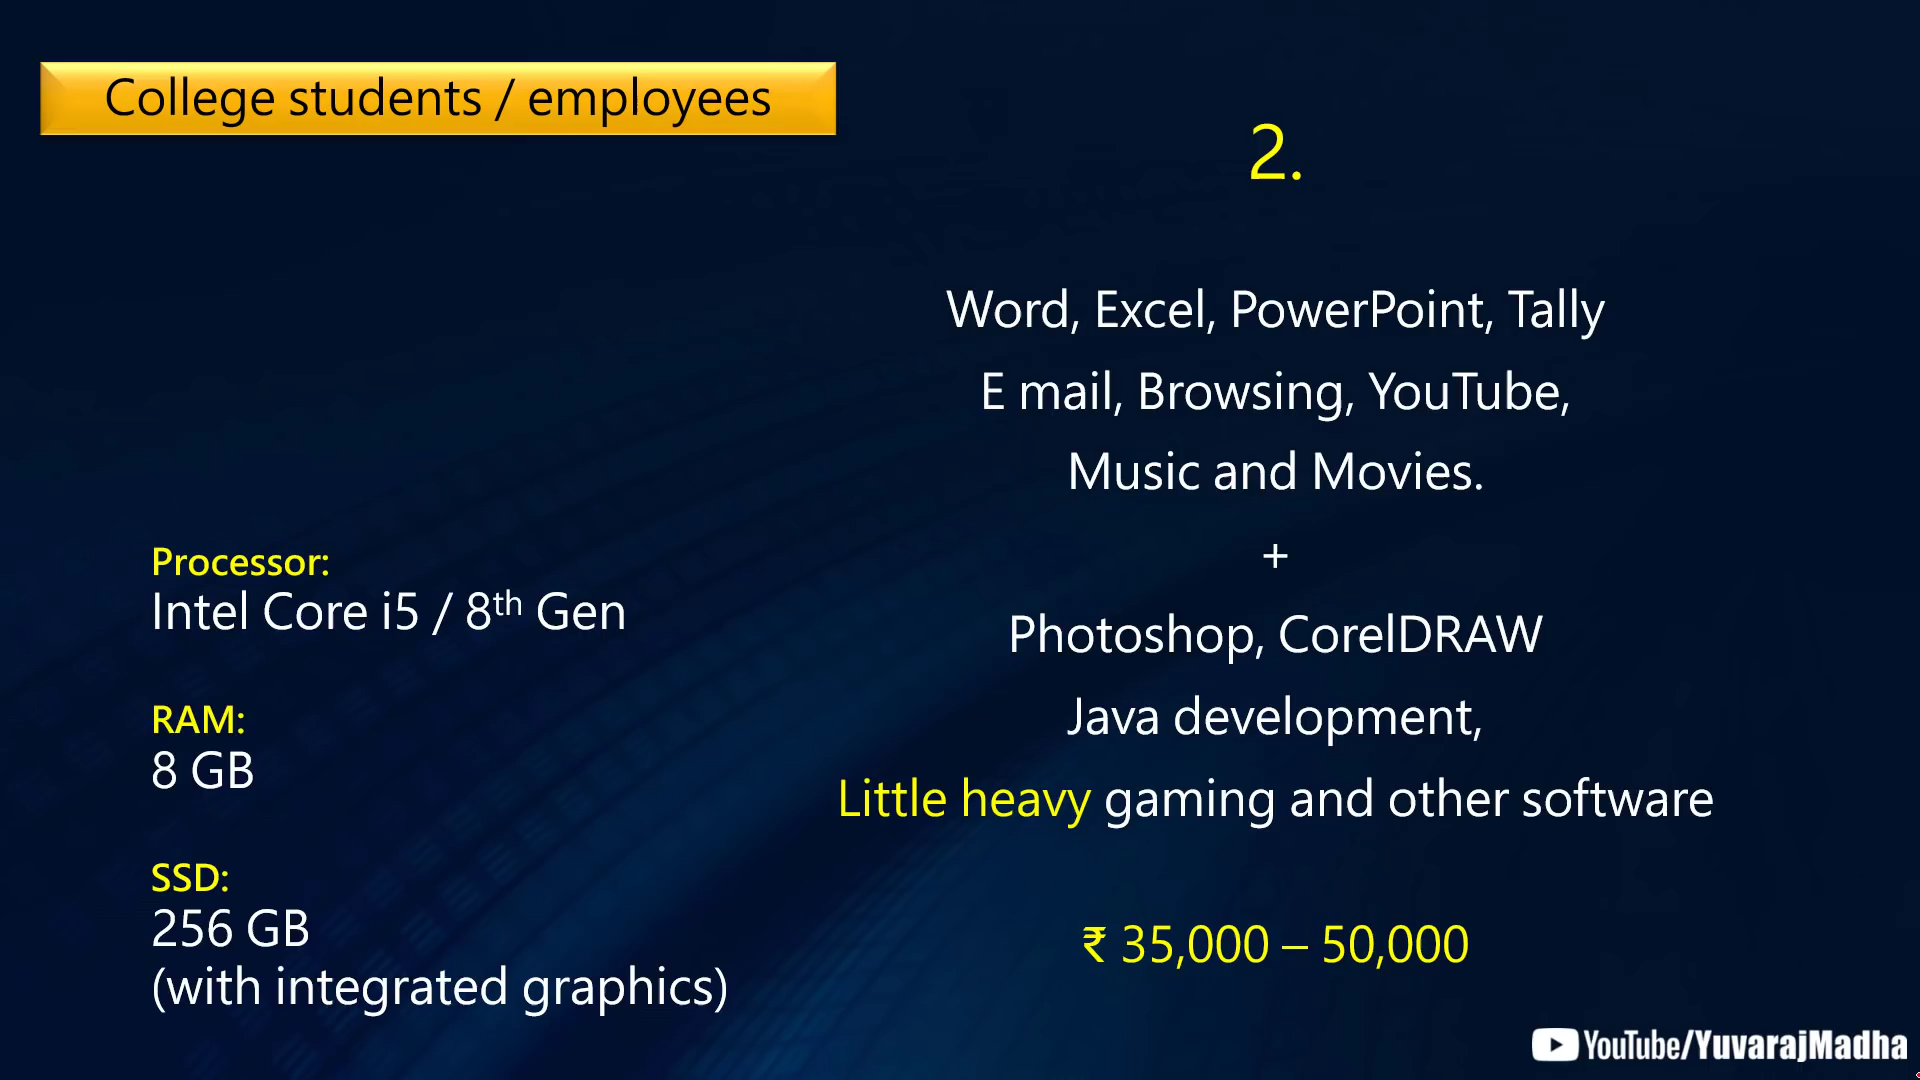 College students / employees
2.
Word, Excel, PowerPoint, Tally
E mail, Browsing, YouTube,
Music and Movies.
+
Photoshop, CorelDRAW
Java development,
Little heavy gaming and other software
₹ 35,000 – 50,000
Processor:
Intel Core i5 / 8th Gen
RAM:
8 GB
SSD:
256 GB
(with integrated graphics)
YouTube/YuvarajMadha